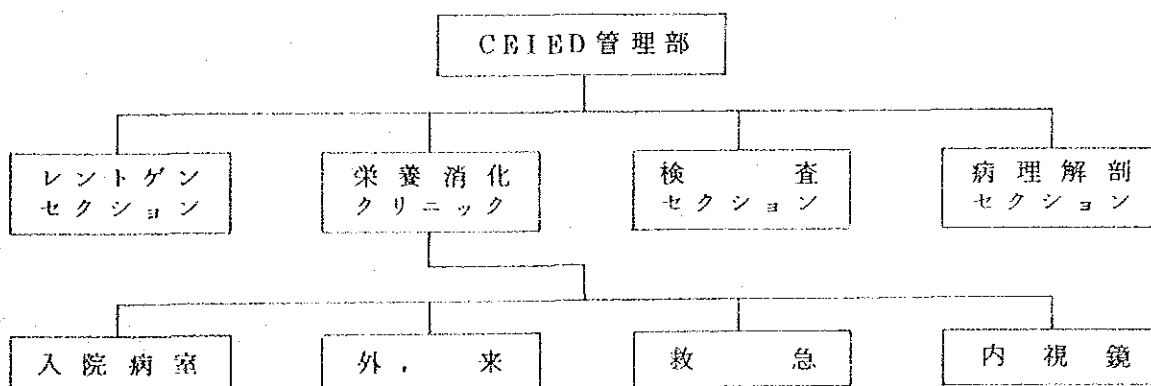 CEIED管理部
レントゲン
セクション
栄養消化
クリニック
検査
セクション
病理解剖
セクション
入院病室
外.来
救急
内視鏡